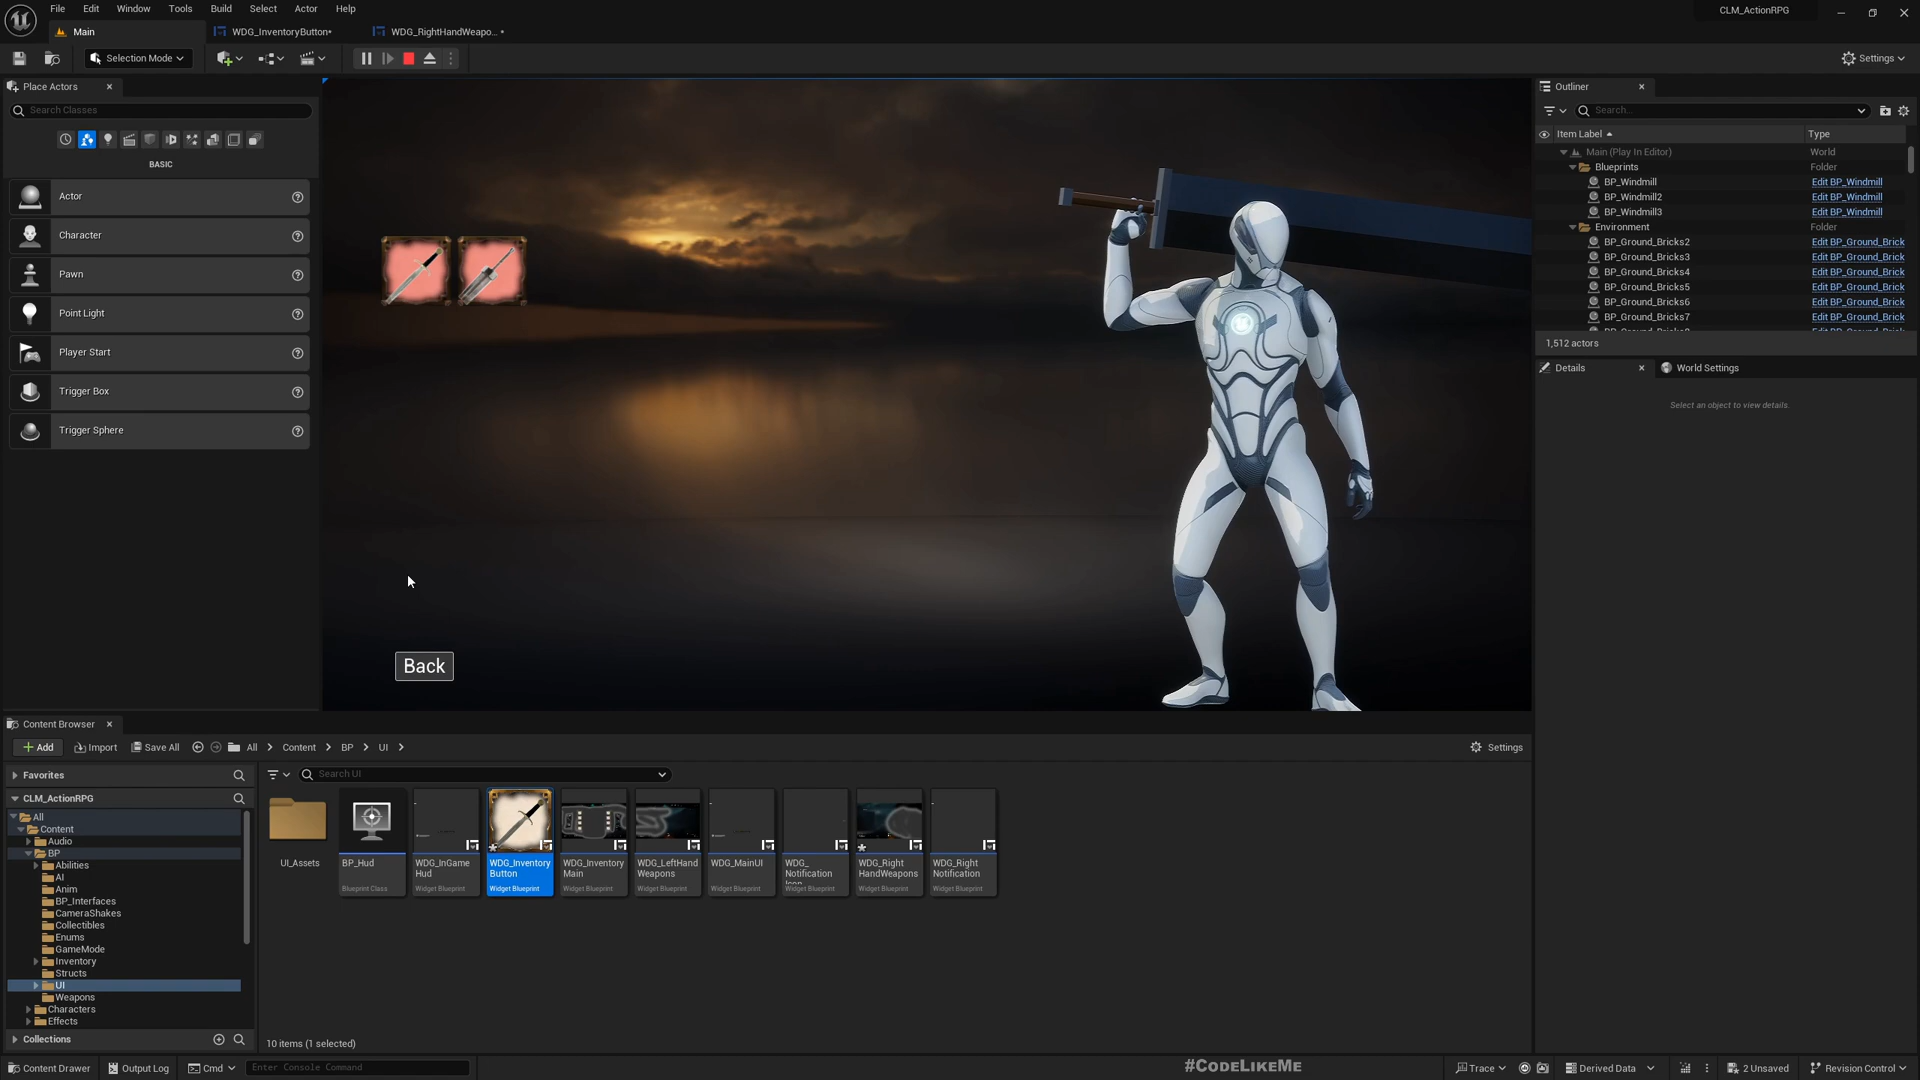 File Edit Window Tools Build Select Actor Help
CLM_ActionRPG
Main
WDG_InventoryButton•
WDG_RightHandWeapo... •
Selection Mode
Settings
Place Actors
Search Classes
BASIC
Actor
Character
Pawn
Point Light
Player Start
Trigger Box
Trigger Sphere
Back
Outliner
Search...
Item Label Type
Main (Play In Editor) World
Blueprints Folder
BP_Windmill Edit BP_Windmill
BP_Windmill2 Edit BP_Windmill
BP_Windmill3 Edit BP_Windmill
Environment Folder
BP_Ground_Bricks2 Edit BP_Ground_Brick
BP_Ground_Bricks3 Edit BP_Ground_Brick
BP_Ground_Bricks4 Edit BP_Ground_Brick
BP_Ground_Bricks5 Edit BP_Ground_Brick
BP_Ground_Bricks6 Edit BP_Ground_Brick
BP_Ground_Bricks7 Edit BP_Ground_Brick
1,512 actors
Details
World Settings
Select an object to view details.
Content Browser
Add Import Save All All Content BP UI
Settings
Favorites
CLM_ActionRPG
All
Content
Audio
BP
Abilities
AI
Anim
BP_Interfaces
CameraShakes
Collectibles
Enums
GameMode
Inventory
Structs
UI
Weapons
Characters
Effects
Collections
Search UI
UI_Assets
BP_Hud
Blueprint Class
WDG_InGame
Hud
Widget Blueprint
WDG_Inventory
Button
Widget Blueprint
WDG_Inventory
Main
Widget Blueprint
WDG_LeftHand
Weapons
Widget Blueprint
WDG_MainUI
Widget Blueprint
WDG_
Notification
Widget Blueprint
WDG_Right
HandWeapons
Widget Blueprint
WDG_Right
Notification
Widget Blueprint
10 items (1 selected)
#CODELIKEME
Content Drawer
Output Log
Cmd
Enter Console Command
Trace
Derived Data
2 Unsaved
Revision Control